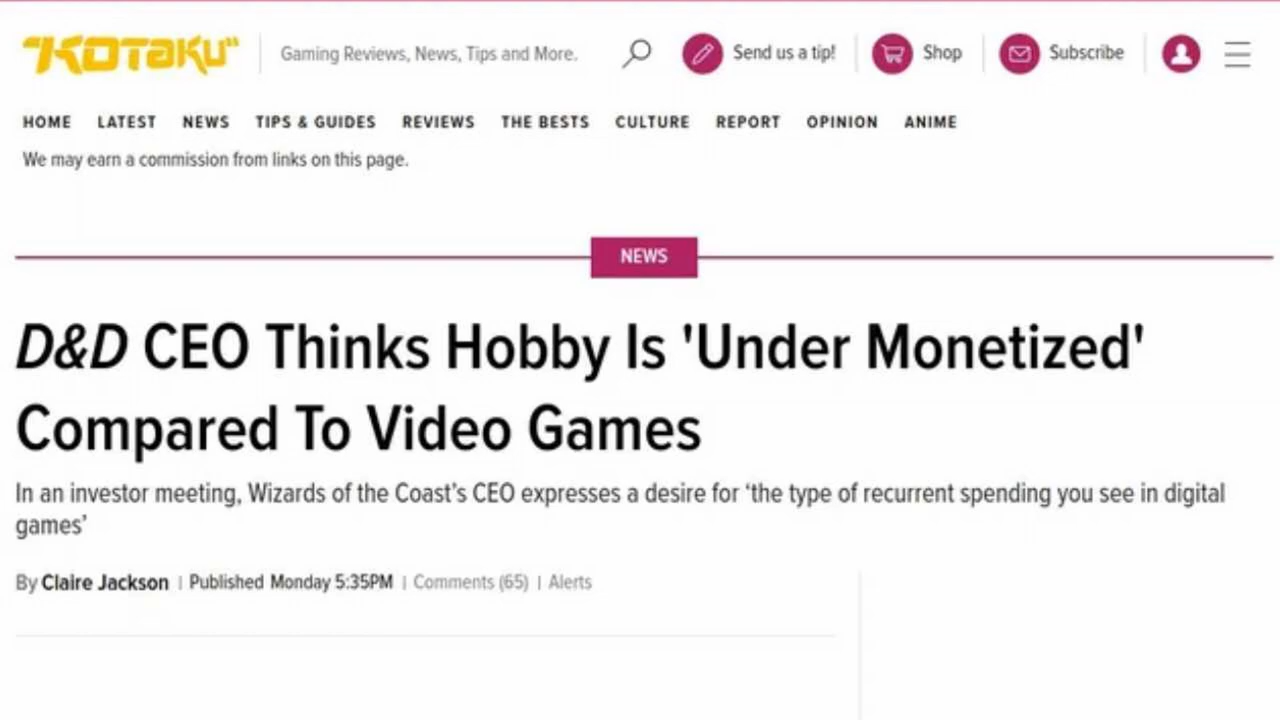 "KOTaKU"
Gaming Reviews, News, Tips and More.
Send us a tip!
Shop
Subscribe
HOME LATEST NEWS TIPS & GUIDES REVIEWS THE BESTS CULTURE REPORT OPINION ANIME
We may earn a commission from links on this page.
NEWS
D&D CEO Thinks Hobby Is 'Under Monetized'
Compared To Video Games
In an investor meeting, Wizards of the Coast’s CEO expresses a desire for ‘the type of recurrent spending you see in digital
games’
By Claire Jackson | Published Monday 5:35PM | Comments (65) | Alerts